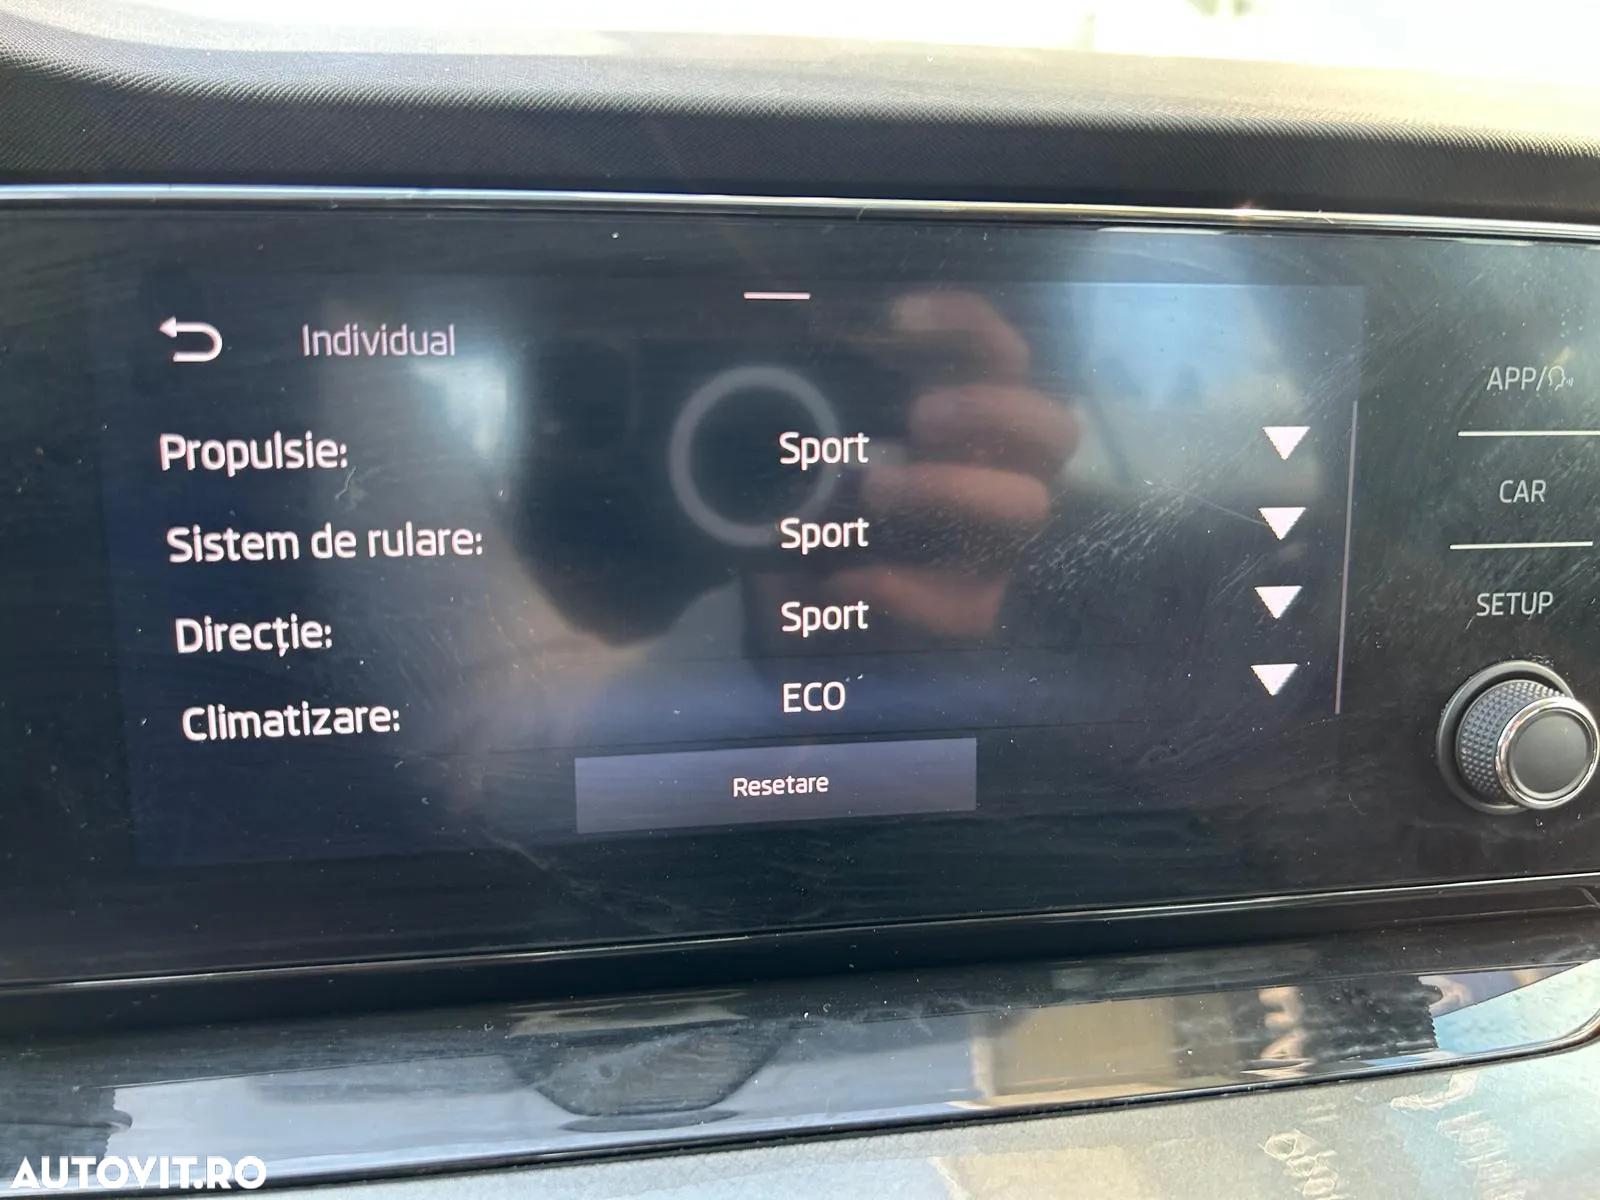 Individual
Propulsie: Sport
Sistem de rulare: Sport
Direcție: Sport
Climatizare: ECO
Resetare
APP/
CAR
SETUP
AUTOVIT.RO